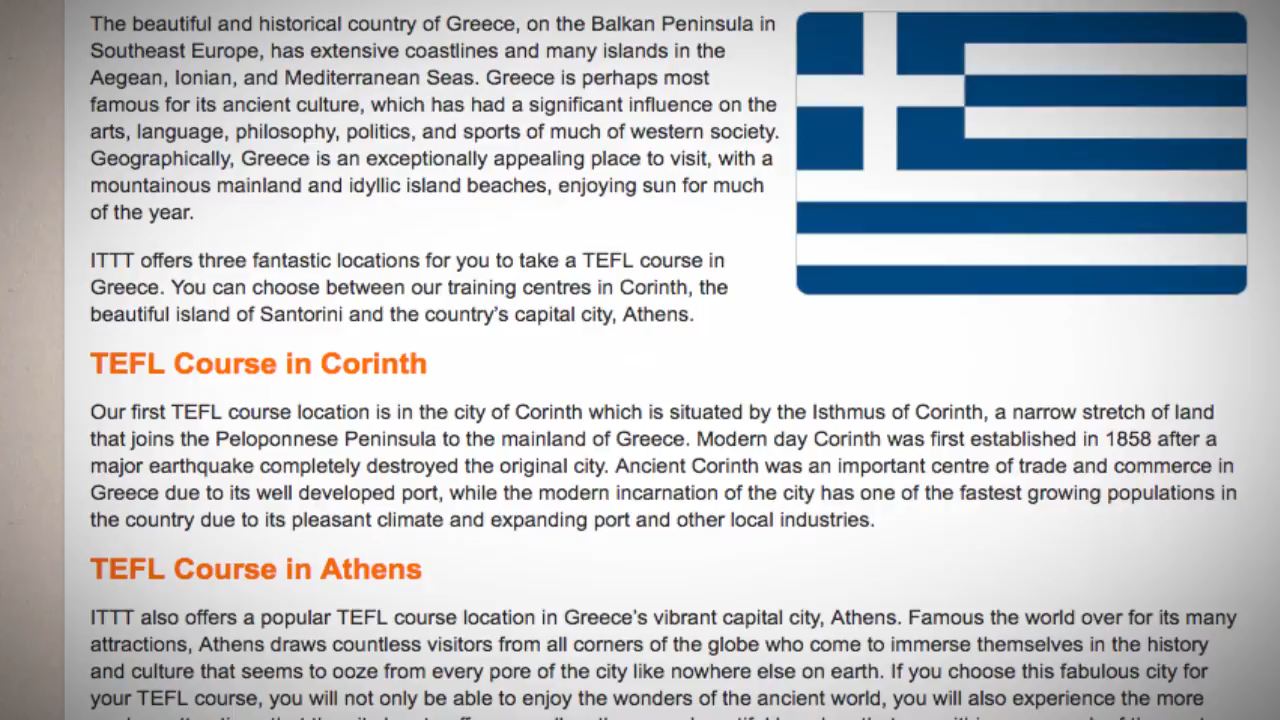 The beautiful and historical country of Greece, on the Balkan Peninsula in
Southeast Europe, has extensive coastlines and many islands in the
Aegean, Ionian, and Mediterranean Seas. Greece is perhaps most
famous for its ancient culture, which has had a significant influence on the
arts, language, philosophy, politics, and sports of much of western society.
Geographically, Greece is an exceptionally appealing place to visit, with a
mountainous mainland and idyllic island beaches, enjoying sun for much
of the year.
ITTT offers three fantastic locations for you to take a TEFL course in
Greece. You can choose between our training centres in Corinth, the
beautiful island of Santorini and the country's capital city, Athens.
TEFL Course in Corinth
Our first TEFL course location is in the city of Corinth which is situated by the Isthmus of Corinth, a narrow stretch of land
that joins the Peloponnese Peninsula to the mainland of Greece. Modern day Corinth was first established in 1858 after a
major earthquake completely destroyed the original city. Ancient Corinth was an important centre of trade and commerce in
Greece due to its well developed port, while the modern incarnation of the city has one of the fastest growing populations in
the country due to its pleasant climate and expanding port and other local industries.
TEFL Course in Athens
ITTT also offers a popular TEFL course location in Greece's vibrant capital city, Athens. Famous the world over for its many
attractions, Athens draws countless visitors from all corners of the globe who come to immerse themselves in the history
and culture that seems to ooze from every pore of the city like nowhere else on earth. If you choose this fabulous city for
your TEFL course, you will not only be able to enjoy the wonders of the ancient world, you will also experience the more